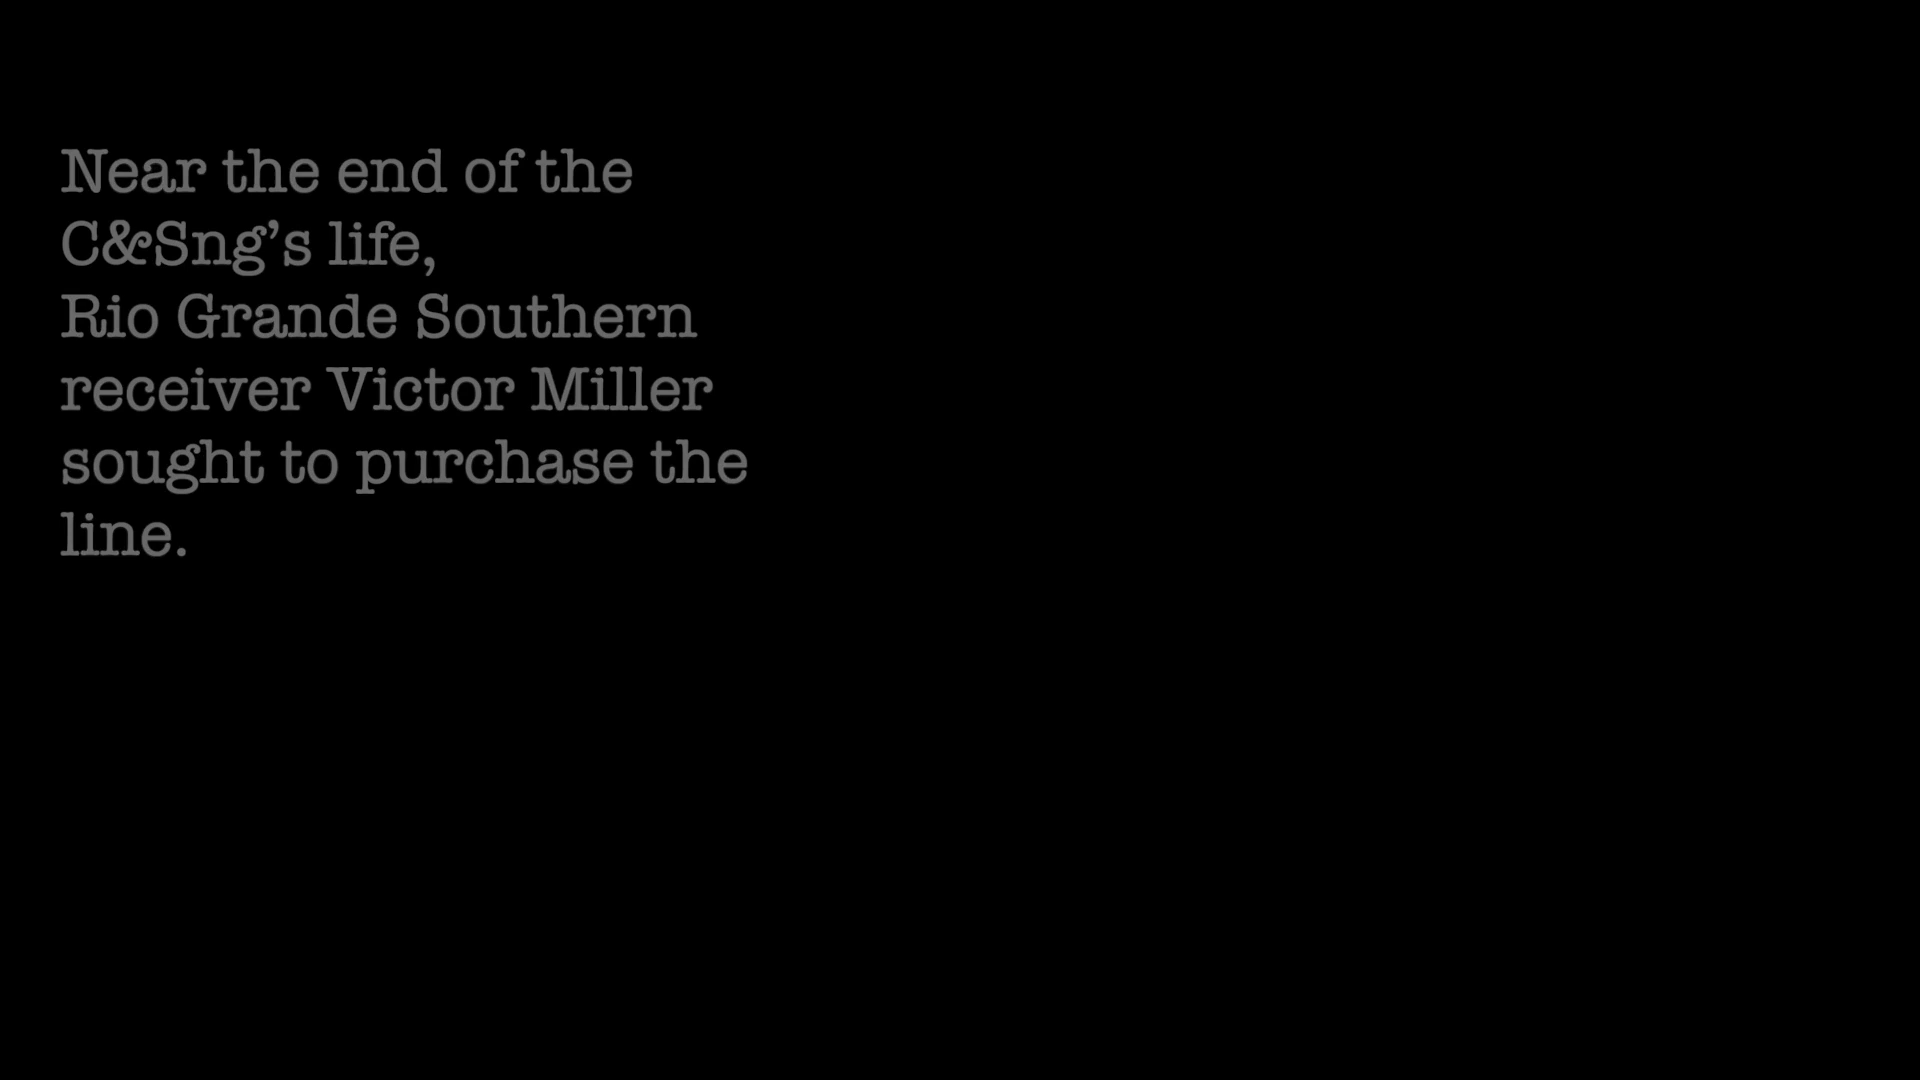 Near the end of the
C&Sng’s life,
Rio Grande Southern
receiver Victor Miller
sought to purchase the
line.